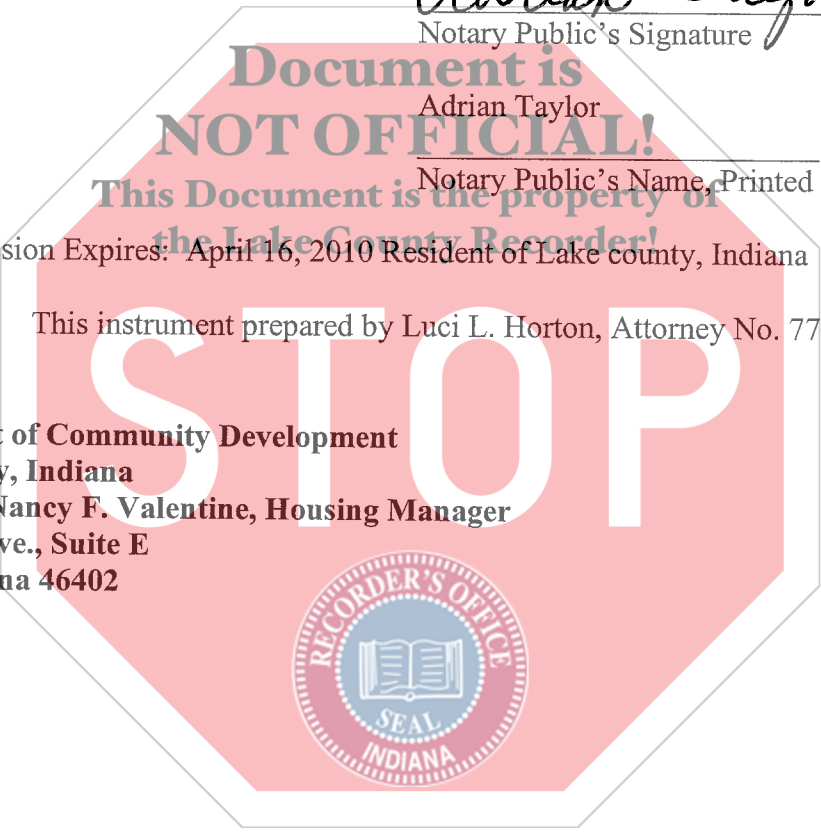 Notary Public's Signature
Document is
NOT OFFICIAL!
This Document is the property of
the Lake County Recorder!
Adrian Taylor
Notary Public's Name, Printed
sion Expires: April 16, 2010 Resident of Lake county, Indiana
This instrument prepared by Luci L. Horton, Attorney No. 77
STOP
t of Community Development
y, Indiana
Nancy F. Valentine, Housing Manager
ve., Suite E
na 46402
RECORDER'S OFFICE
SEAL
INDIANA